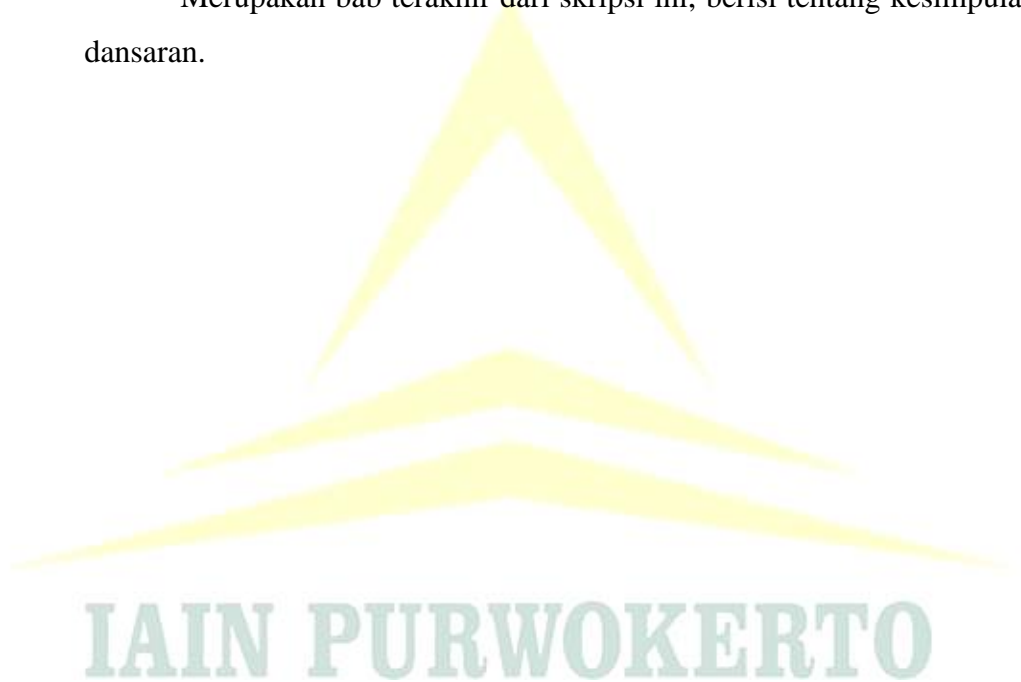 Merupakan bab terakhir dari skripsi ini, berisi tentang kesimpula
dansaran.
IAIN PURWOKERTO